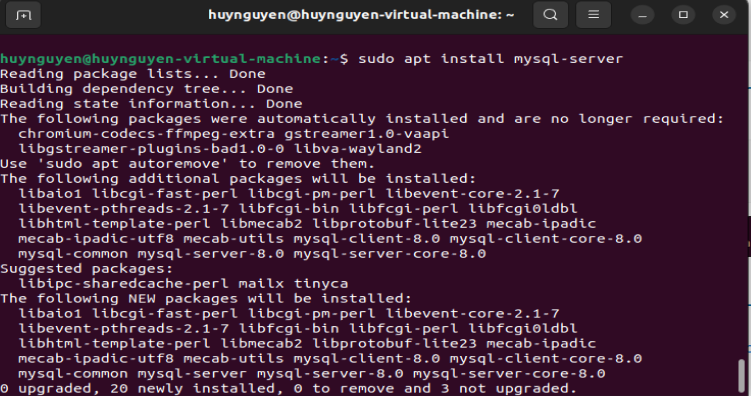 huynguyen@huynguyen-virtual-machine: ~
huynguyen@huynguyen-virtual-machine:~$ sudo apt install mysql-server
Reading package lists... Done
Building dependency tree... Done
Reading state information... Done
The following packages were automatically installed and are no longer required:
  chromium-codecs-ffmpeg-extra gstreamer1.0-vaapi
  libgstreamer-plugins-bad1.0-0 libva-wayland2
Use 'sudo apt autoremove' to remove them.
The following additional packages will be installed:
  libaio1 libcgi-fast-perl libcgi-pm-perl libevent-core-2.1-7
  libevent-pthreads-2.1-7 libfcgi-bin libfcgi-perl libfcgi0ldbl
  libhtml-template-perl libmecab2 libprotobuf-lite23 mecab-ipadic
  mecab-ipadic-utf8 mecab-utils mysql-client-8.0 mysql-client-core-8.0
  mysql-common mysql-server-8.0 mysql-server-core-8.0
Suggested packages:
  libipc-sharedcache-perl mailx tinyca
The following NEW packages will be installed:
  libaio1 libcgi-fast-perl libcgi-pm-perl libevent-core-2.1-7
  libevent-pthreads-2.1-7 libfcgi-bin libfcgi-perl libfcgi0ldbl
  libhtml-template-perl libmecab2 libprotobuf-lite23 mecab-ipadic
  mecab-ipadic-utf8 mecab-utils mysql-client-8.0 mysql-client-core-8.0
  mysql-common mysql-server mysql-server-8.0 mysql-server-core-8.0
0 upgraded, 20 newly installed, 0 to remove and 3 not upgraded.